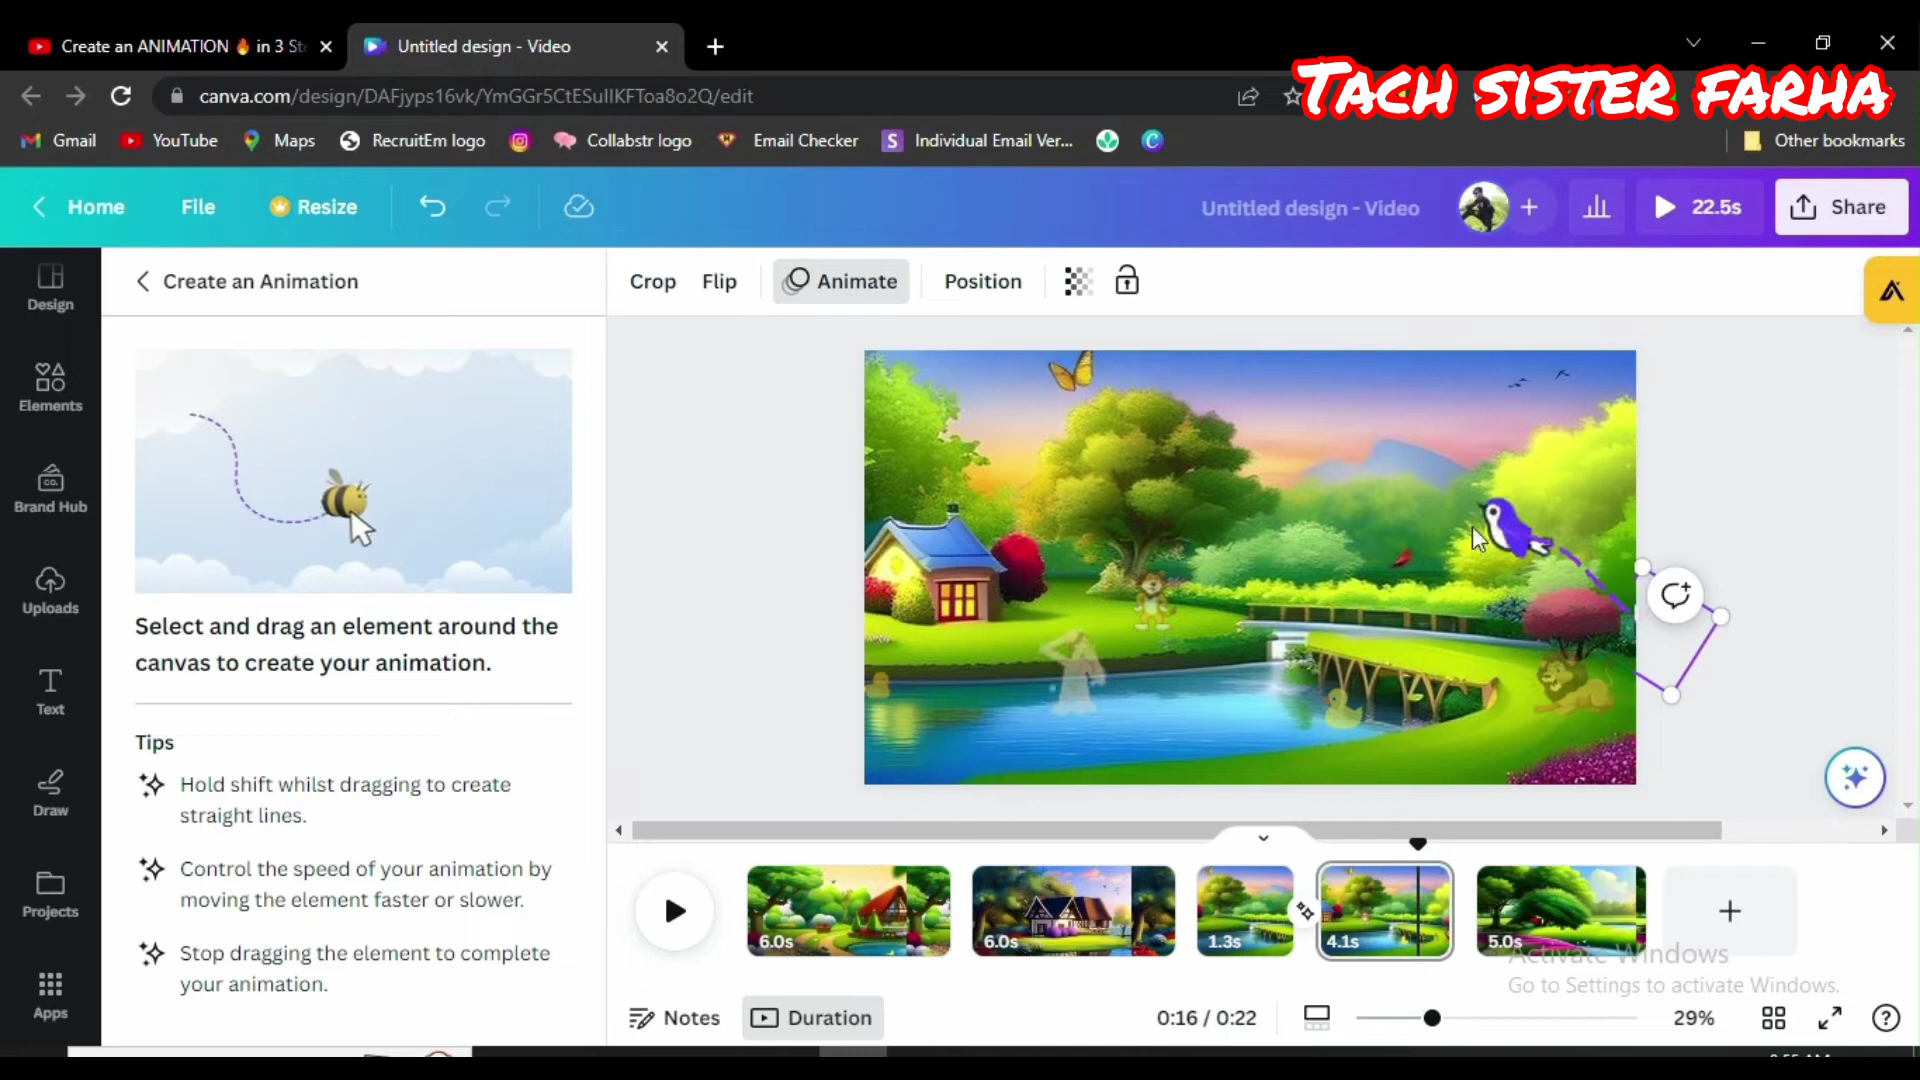 Create an ANIMATION 🔥 in 3 St
Untitled design - Video
TACH SISTER FARHA
canva.com/design/DAFjyps16vk/YmGGr5CtESuIIKFToa8o2Q/edit
Gmail
YouTube
Maps
RecruitEm logo
Collabstr logo
Email Checker
S
Individual Email Ver...
Other bookmarks
Home
File
Resize
Untitled design - Video
22.5s
Share
Design
Elements
CO.
Brand Hub
Uploads
Text
Draw
Projects
Apps
Create an Animation
Select and drag an element around the
canvas to create your animation.
Tips
Hold shift whilst dragging to create
straight lines.
Control the speed of your animation by
moving the element faster or slower.
Stop dragging the element to complete
your animation.
Crop
Flip
Animate
Position
6.0s
6.0s
1.3s
4.1s
5.0s
Activate Windows
Go to Settings to activate Windows.
Notes
Duration
0:16 / 0:22
29%